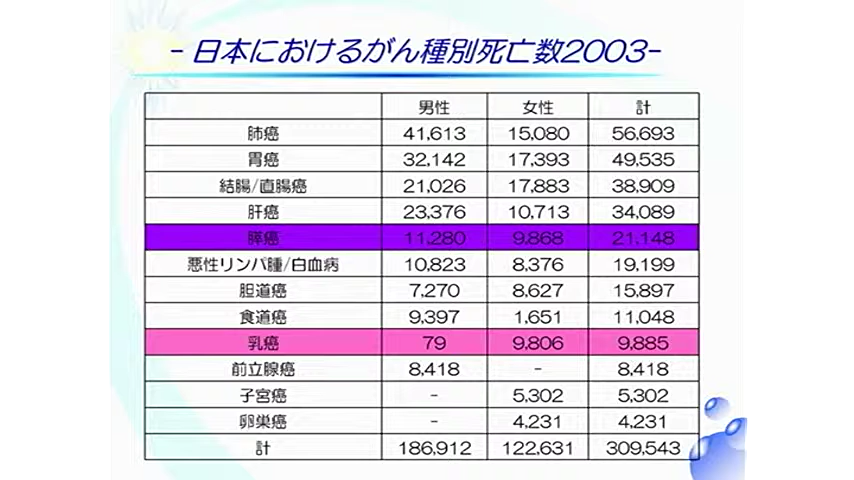 - 日本におけるがん種別死亡数2003-
男性 女性 計
肺癌 41,613 15,080 56,693
胃癌 32,142 17,393 49,535
結腸/直腸癌 21,026 17,883 38,909
肝癌 23,376 10,713 34,089
膵癌 11,280 9,868 21,148
悪性リンパ腫/白血病 10,823 8,376 19,199
胆道癌 7,270 8,627 15,897
食道癌 9,397 1,651 11,048
乳癌 79 9,806 9,885
前立腺癌 8,418 - 8,418
子宮癌 - 5,302 5,302
卵巣癌 - 4,231 4,231
計 186,912 122,631 309,543